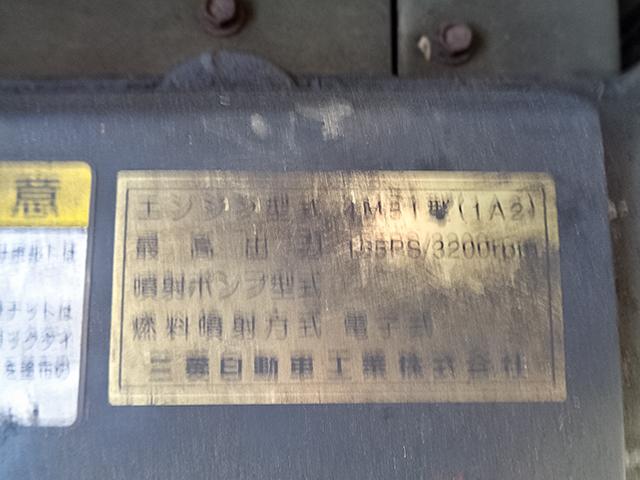 意
エンジン型式 4M51型(1A2)
最高出力 165PS/3200rpm
噴射ポンプ型式
燃料噴射方式 電子式
三菱自動車工業株式会社